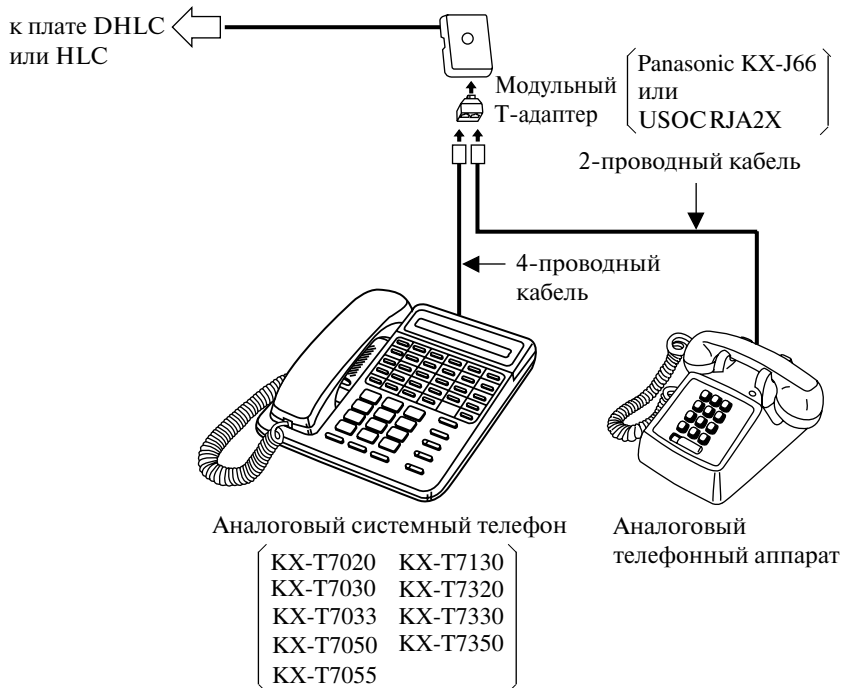 к плате DHLC
или HLC
Модульный
Т-адаптер
Panasonic KX-J66
или
USOC RJA2X
2-проводный кабель
4-проводный
кабель
Аналоговый системный телефон
KX-T7020 KX-T7130
KX-T7030 KX-T7320
KX-T7033 KX-T7330
KX-T7050 KX-T7350
KX-T7055
Аналоговый
телефонный аппарат